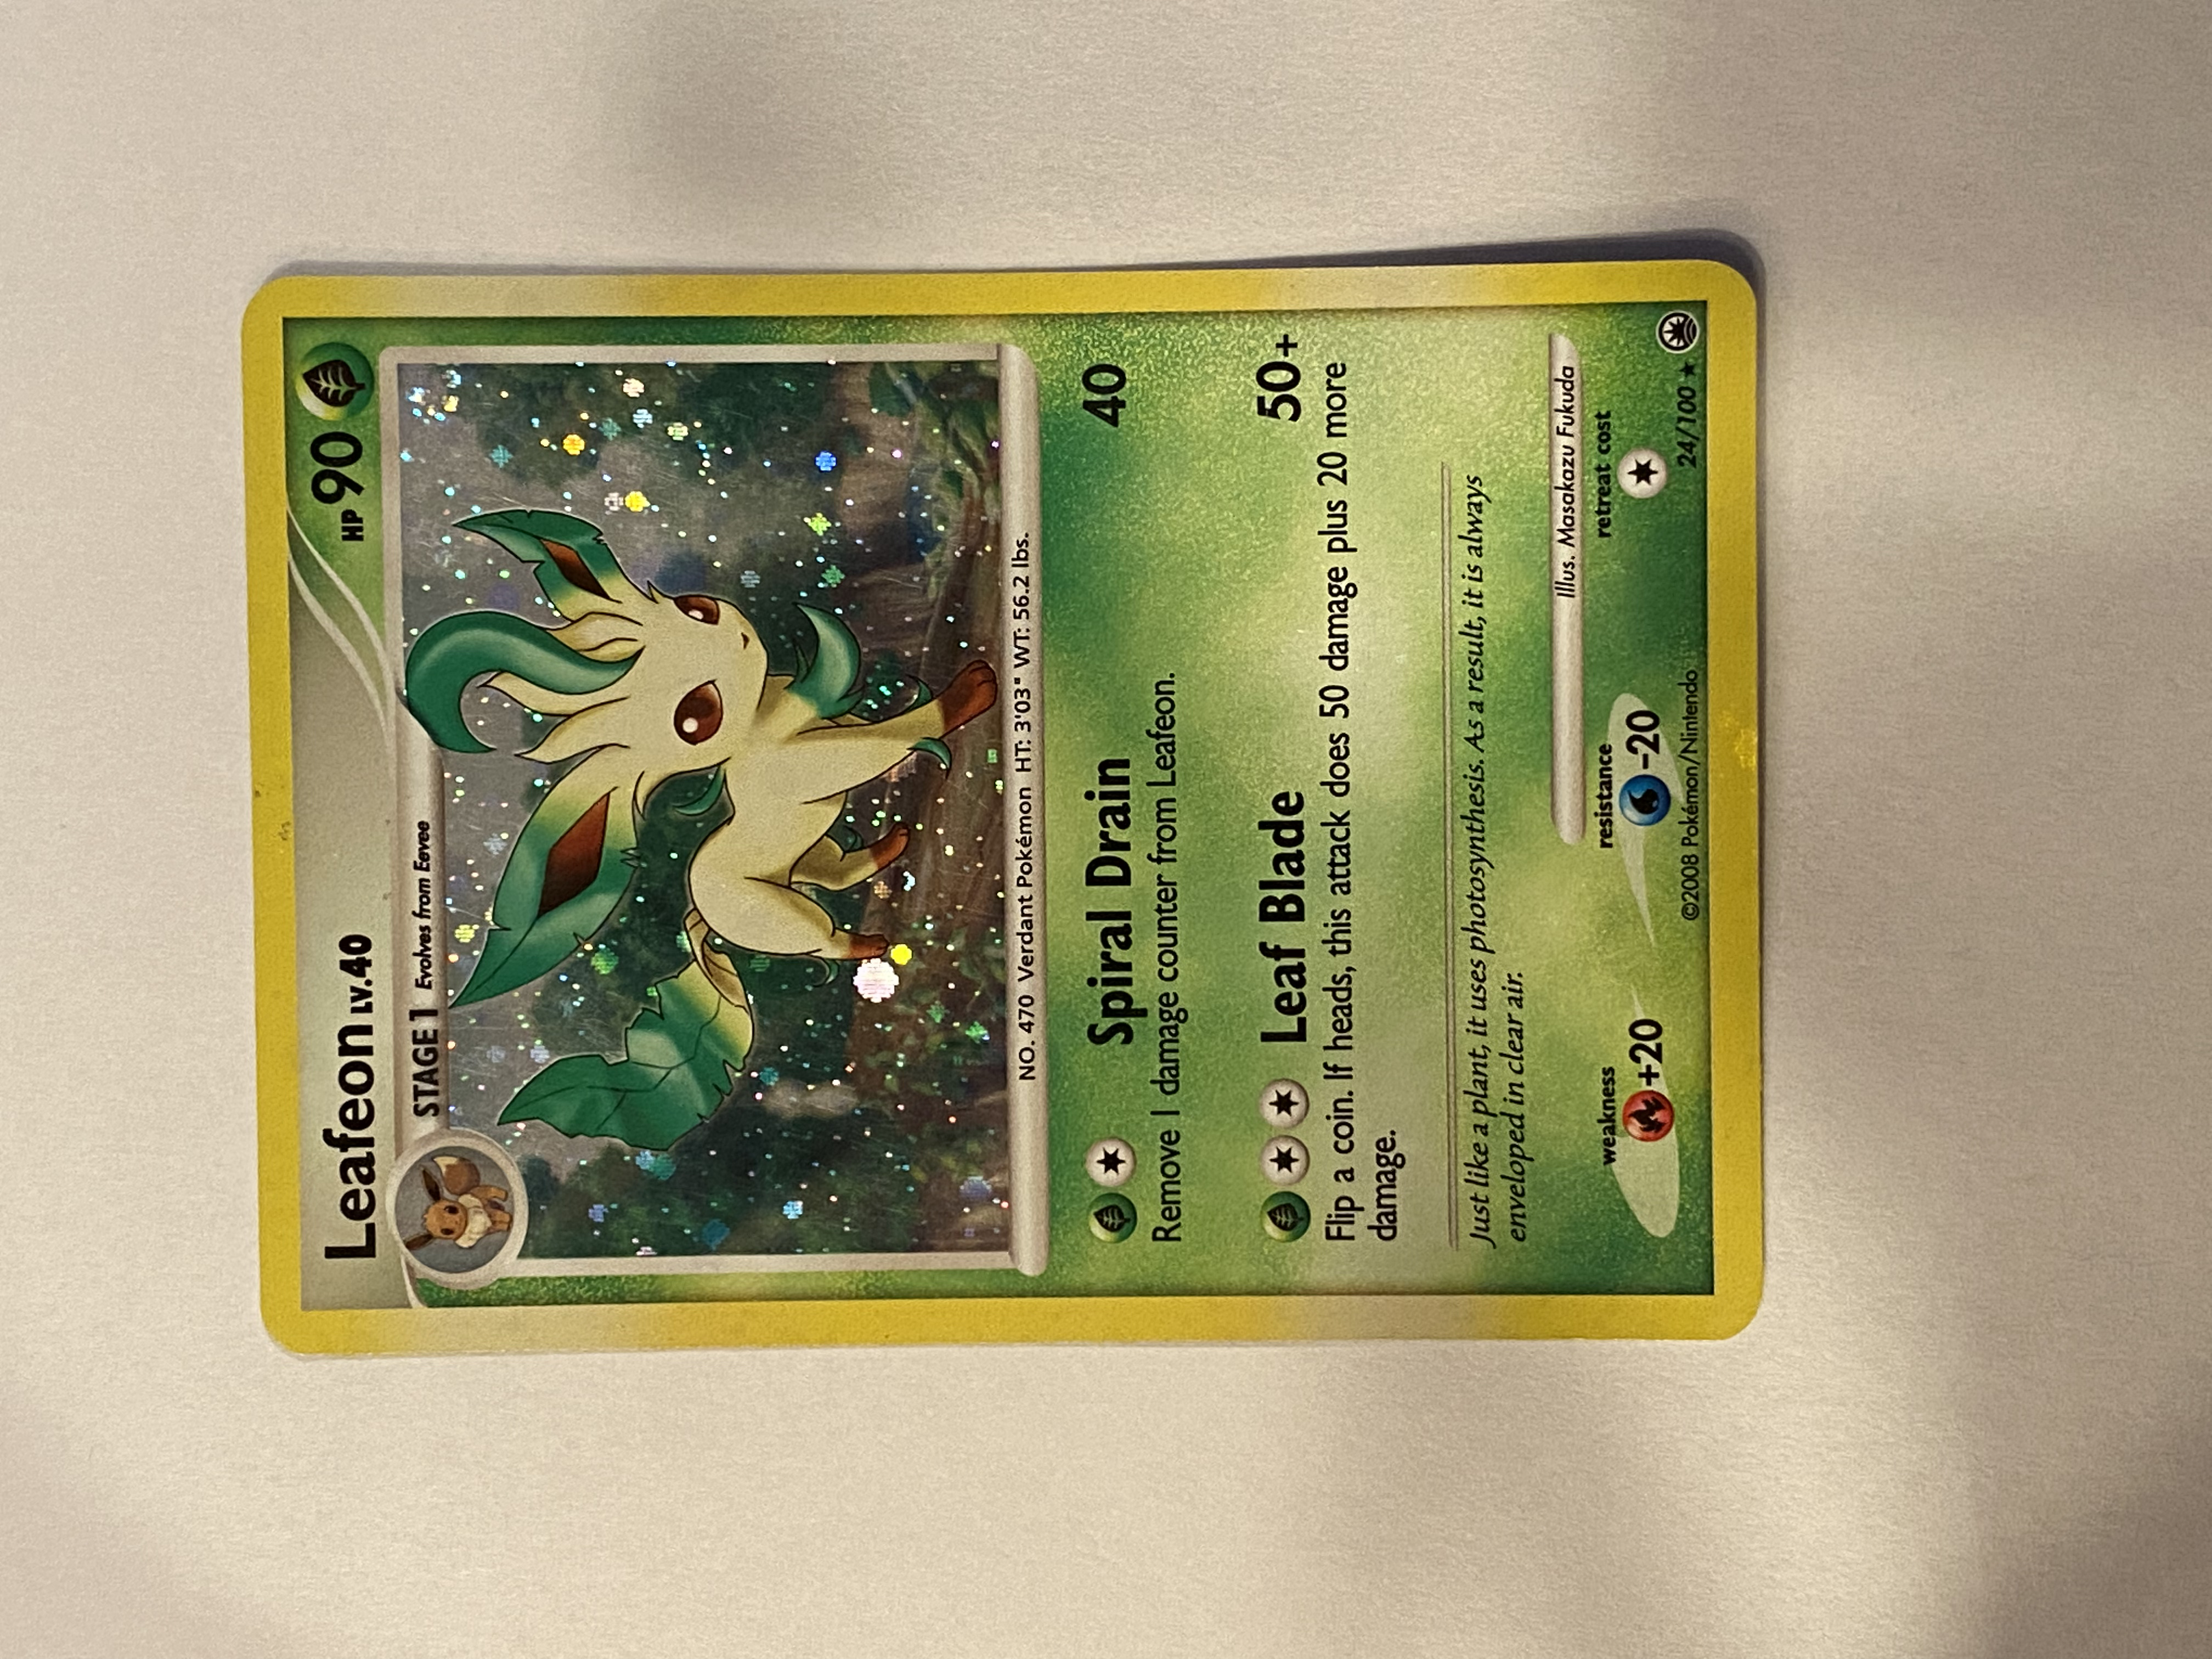 Leafeon LV.40 HP 90
STAGE 1 Evolves from Eevee
NO. 470 Verdant Pokémon HT: 3'03" WT: 56.2 lbs.
Spiral Drain 40
Remove 1 damage counter from Leafeon.
Leaf Blade 50+
Flip a coin. If heads, this attack does 50 damage plus 20 more
damage.
Just like a plant, it uses photosynthesis. As a result, it is always
enveloped in clear air.
Illus. Masakazu Fukuda
weakness resistance retreat cost
+20 -20
©2008 Pokémon/Nintendo 24/100 ★